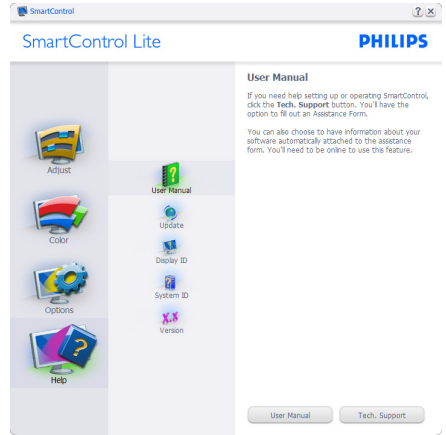 SmartControl
? x
SmartControl Lite
PHILIPS
Adjust
Color
Options
Help
User Manual
Update
Display ID
System ID
X.X
Version
User Manual
If you need help setting up or operating SmartControl,
click the Tech. Support button. You'll have the
option to fill out an Assistance Form.
You can also choose to have information about your
software automatically attached to the assistance
form. You'll need to be online to use this feature.
User Manual
Tech. Support